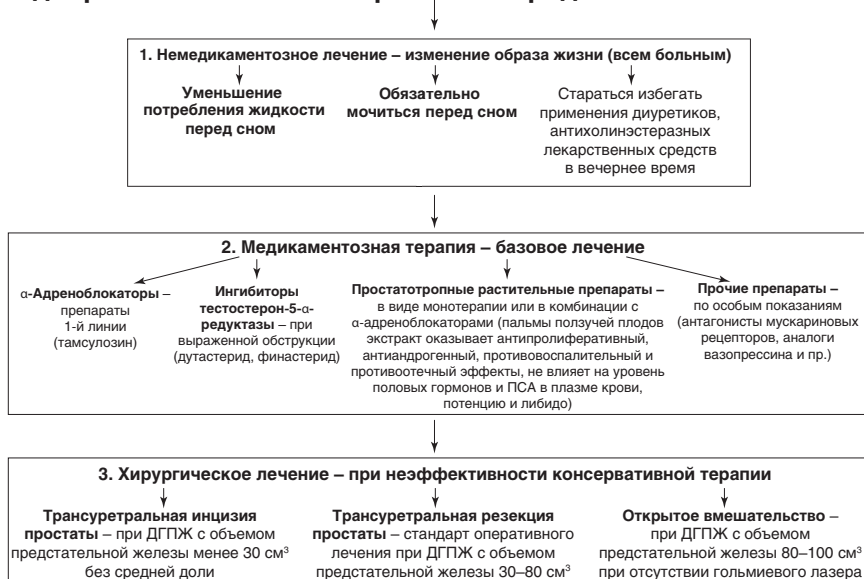 1. Немедикаментозное лечение – изменение образа жизни (всем больным)
Уменьшение
потребления жидкости
перед сном
Обязательно
мочиться перед сном
Стараться избегать
применения диуретиков,
антихолинэстеразных
лекарственных средств
в вечернее время
2. Медикаментозная терапия – базовое лечение
α-Адреноблокаторы –
препараты
1-й линии
(тамсулозин)
Ингибиторы
тестостерон-5-α-
редуктазы – при
выраженной обструкции
(дутастерид, финастерид)
Простатотропные растительные препараты –
в виде монотерапии или в комбинации с
α-адреноблокаторами (пальмы ползучей плодов
экстракт оказывает антипролиферативный,
антиандрогенный, противовоспалительный и
противоотечный эффекты, не влияет на уровень
половых гормонов и ПСА в плазме крови,
потенцию и либидо)
Прочие препараты –
по особым показаниям
(антагонисты мускариновых
рецепторов, аналоги
вазопрессина и пр.)
3. Хирургическое лечение – при неэффективности консервативной терапии
Трансуретральная инцизия
простаты – при ДГПЖ с объемом
предстательной железы менее 30 см³
без средней доли
Трансуретральная резекция
простаты – стандарт оперативного
лечения при ДГПЖ с объемом
предстательной железы 30–80 см³
Открытое вмешательство –
при ДГПЖ с объемом
предстательной железы 80–100 см³
при отсутствии гольмиевого лазера